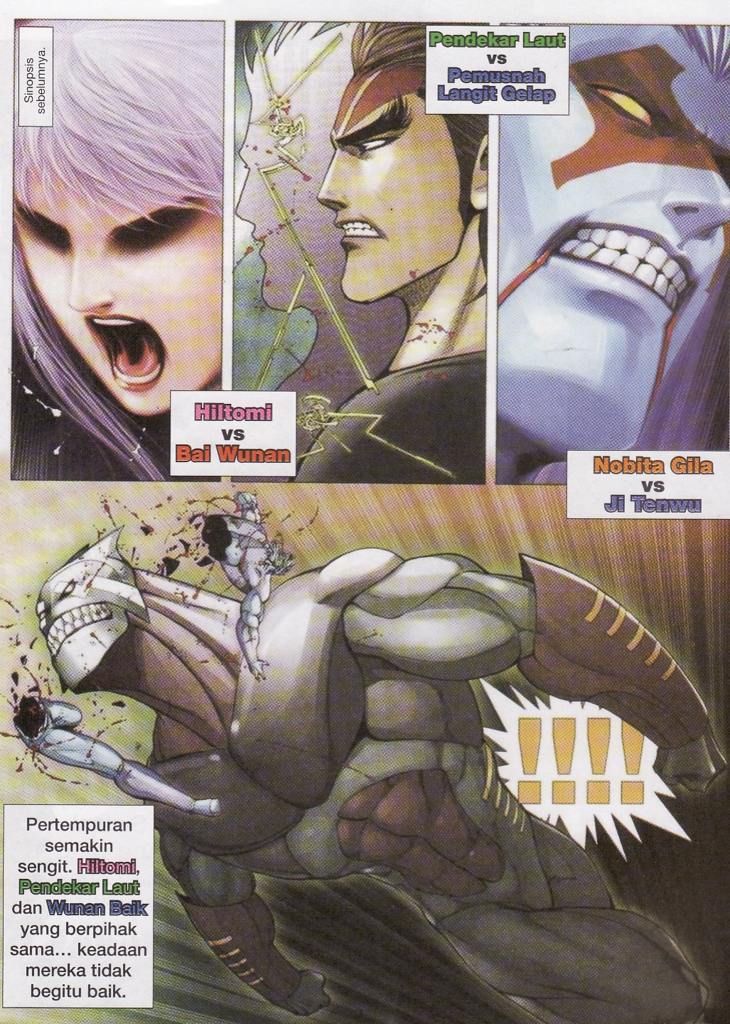 Sinopsis
sebelumnya.
Hiltomi
vs
Bai Wunan
Pendekar Laut
vs
Pemusnah
Langit Gelap
Nobita Gila
vs
Ji Tenwu
!!!!
Pertempuran
semakin
sengit. Hiltomi,
Pendekar Laut
dan Wunan Baik
yang berpihak
sama... keadaan
mereka tidak
begitu baik.